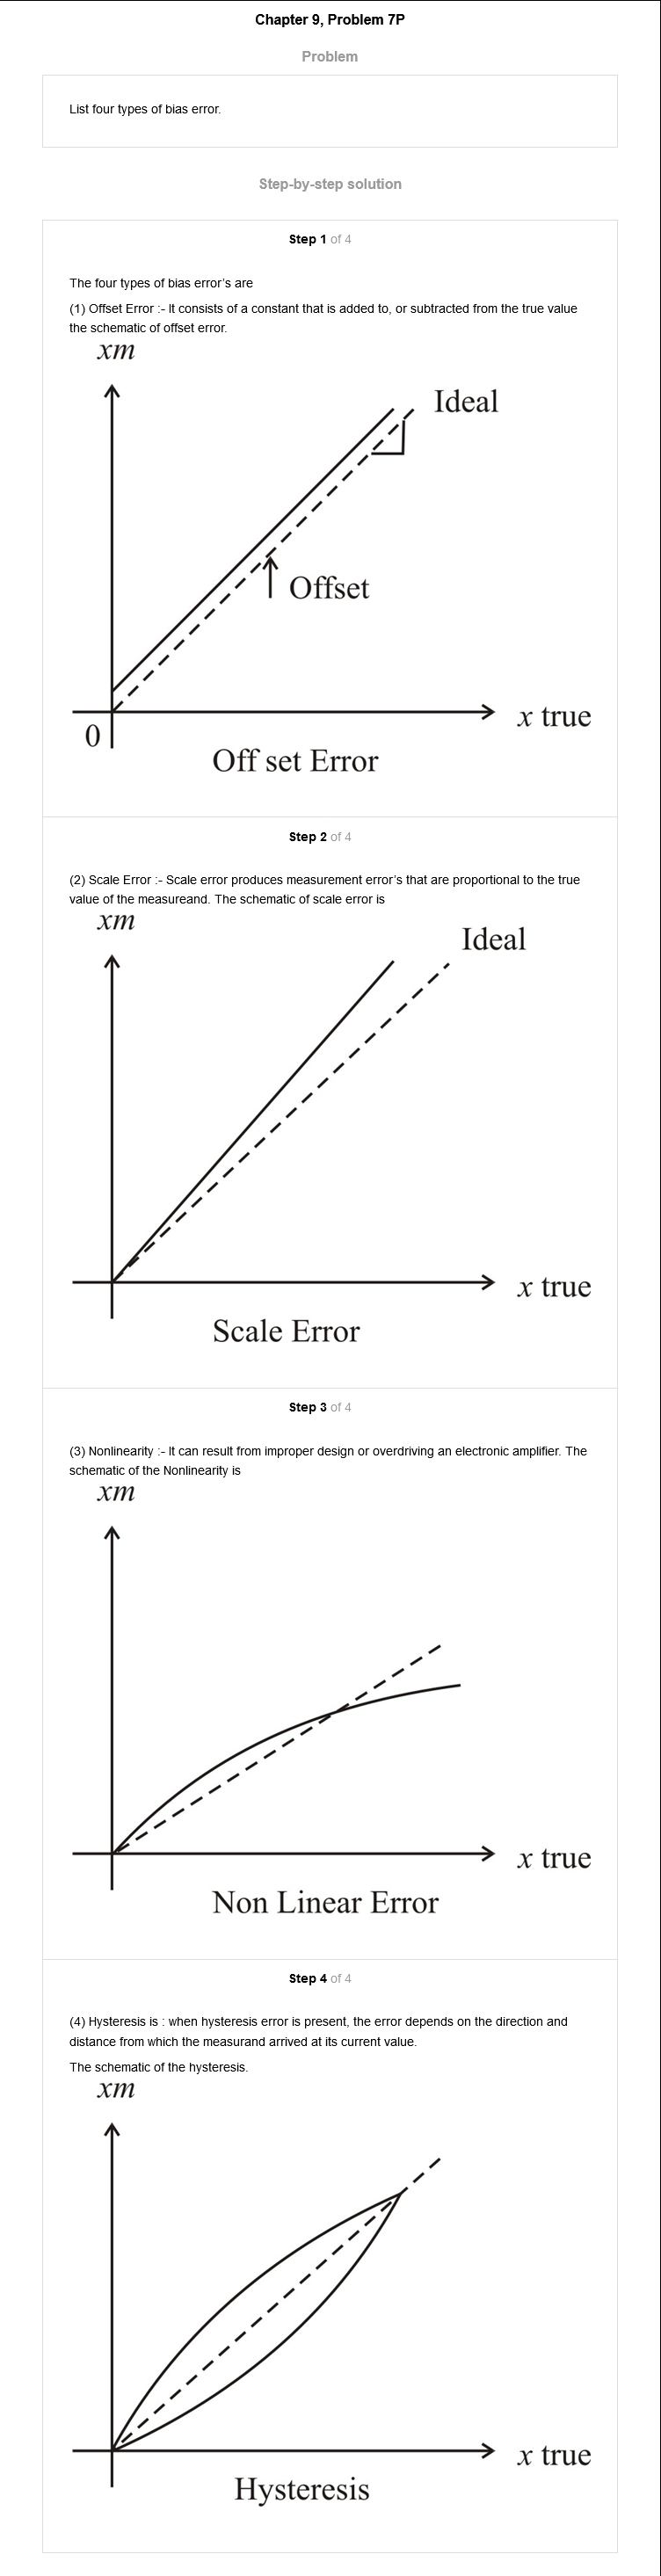 Chapter 9, Problem 7P
Problem
List four types of bias error.
Step-by-step solution
Step 1 of 4
The four types of bias error's are
(1) Offset Error :- It consists of a constant that is added to, or subtracted from the true value
the schematic of offset error.
xm
Ideal
Offset
0
x true
Off set Error
Step 2 of 4
(2) Scale Error :- Scale error produces measurement error's that are proportional to the true
value of the measureand. The schematic of scale error is
xm
Ideal
x true
Scale Error
Step 3 of 4
(3) Nonlinearity :- It can result from improper design or overdriving an electronic amplifier. The
schematic of the Nonlinearity is
xm
x true
Non Linear Error
Step 4 of 4
(4) Hysteresis is : when hysteresis error is present, the error depends on the direction and
distance from which the measurand arrived at its current value.
The schematic of the hysteresis.
xm
x true
Hysteresis